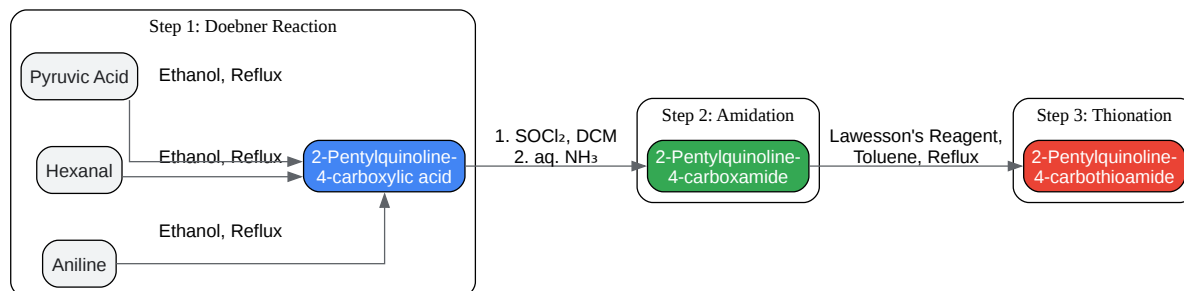 Step 1: Doebner Reaction
Pyruvic Acid
Ethanol, Reflux
Hexanal
Ethanol, Reflux
Aniline
Ethanol, Reflux
2-Pentylquinoline-
4-carboxylic acid
1. SOCl₂, DCM
2. aq. NH₃
Step 2: Amidation
2-Pentylquinoline-
4-carboxamide
Lawesson's Reagent,
Toluene, Reflux
Step 3: Thionation
2-Pentylquinoline-
4-carbothioamide